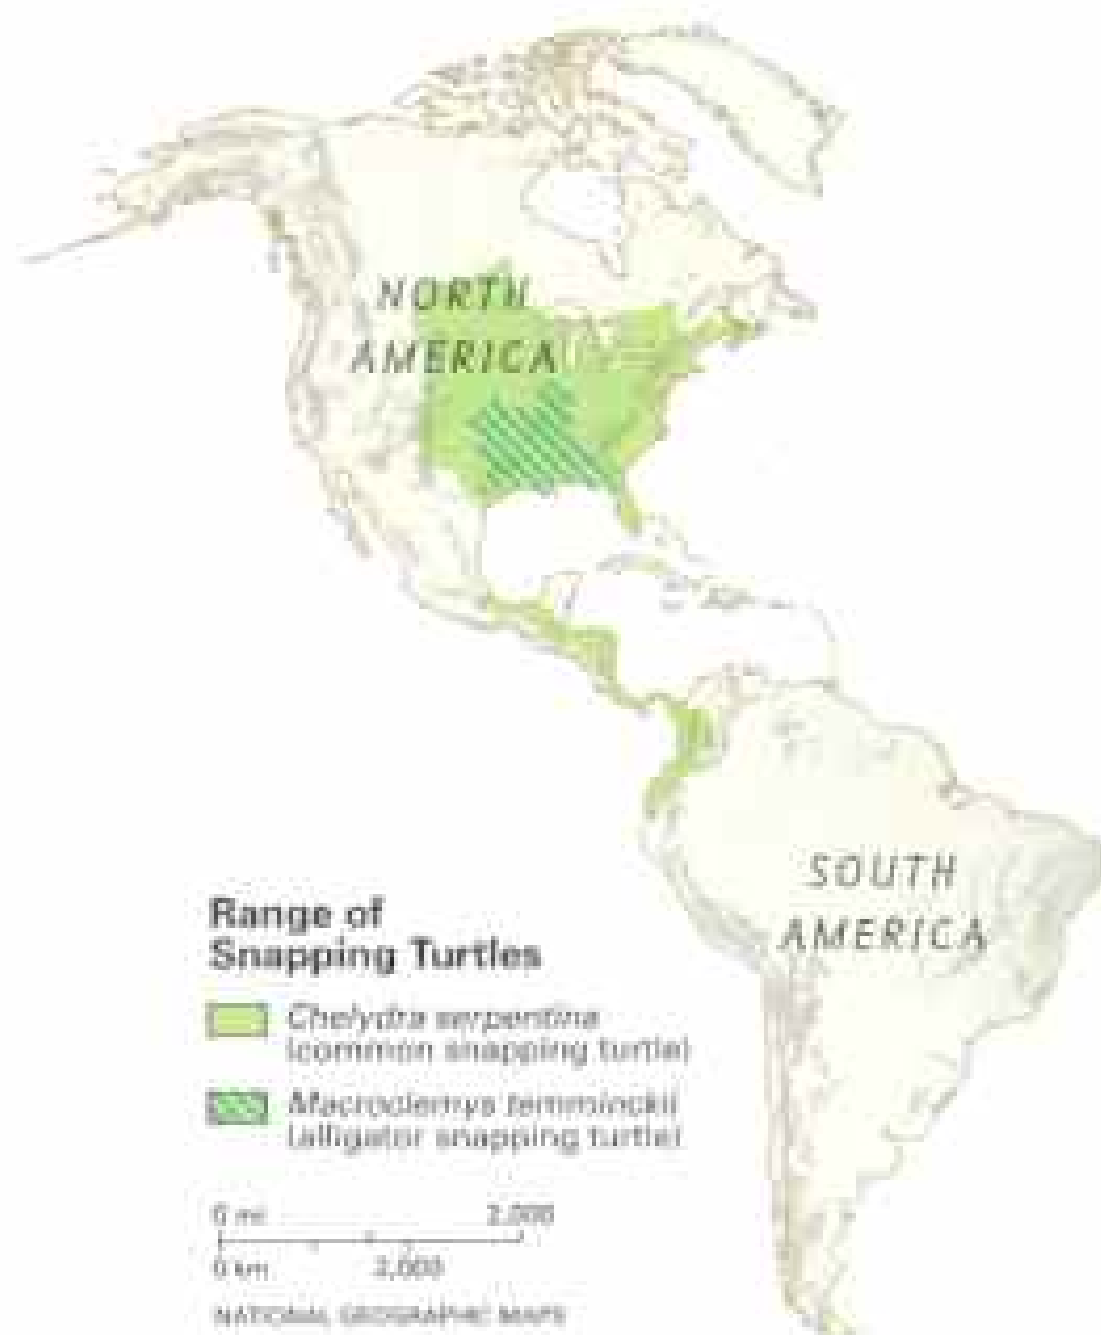 NORTH
AMERICA
SOUTH
AMERICA
Range of
Snapping Turtles
Chelydra serpentina
(common snapping turtle)
Macroclemys temminckii
(alligator snapping turtle)
0 mi 2,000
0 km 2,000
NATIONAL GEOGRAPHIC MAPS